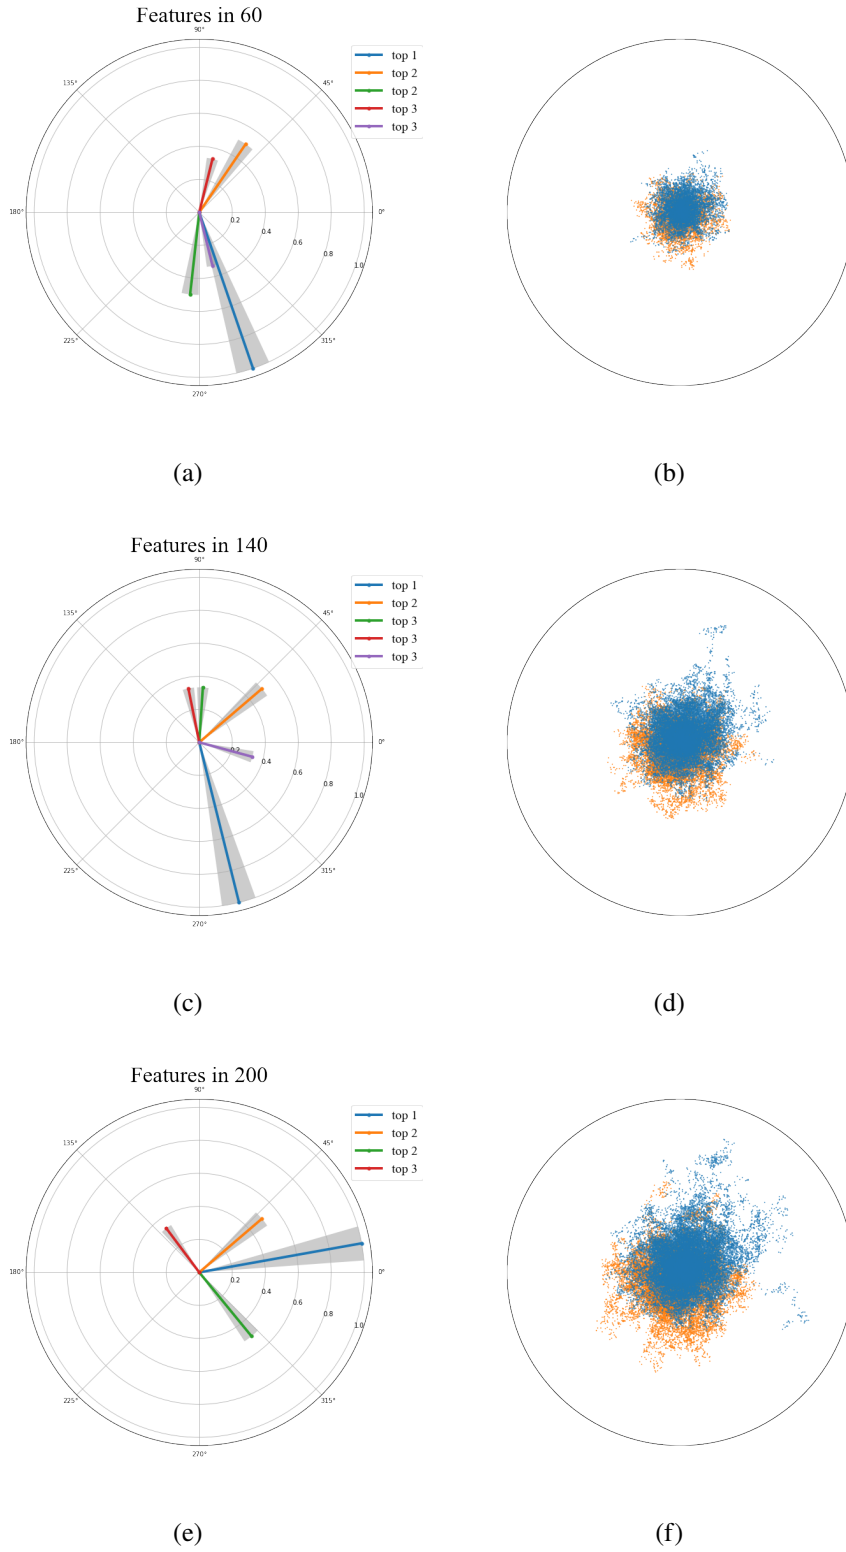 Features in 60
90°
135°
45°
180°
0°
225°
315°
270°
0.2
0.4
0.6
0.8
1.0
top 1
top 2
top 2
top 3
top 3
(a)
(b)
Features in 140
90°
135°
45°
180°
0°
225°
315°
270°
0.2
0.4
0.6
0.8
1.0
top 1
top 2
top 3
top 3
top 3
(c)
(d)
Features in 200
90°
135°
45°
180°
0°
225°
315°
270°
0.2
0.4
0.6
0.8
1.0
top 1
top 2
top 2
top 3
(e)
(f)